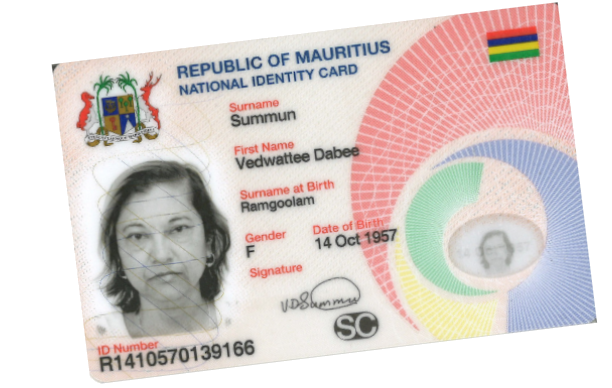 REPUBLIC OF MAURITIUS
NATIONAL IDENTITY CARD
Surname
Summun
First Name
Vedwattee Dabee
Surname at Birth
Ramgoolam
Gender
F
Date of Birth
14 Oct 1957
Signature
VDSummun
SC
ID Number
R1410570139166